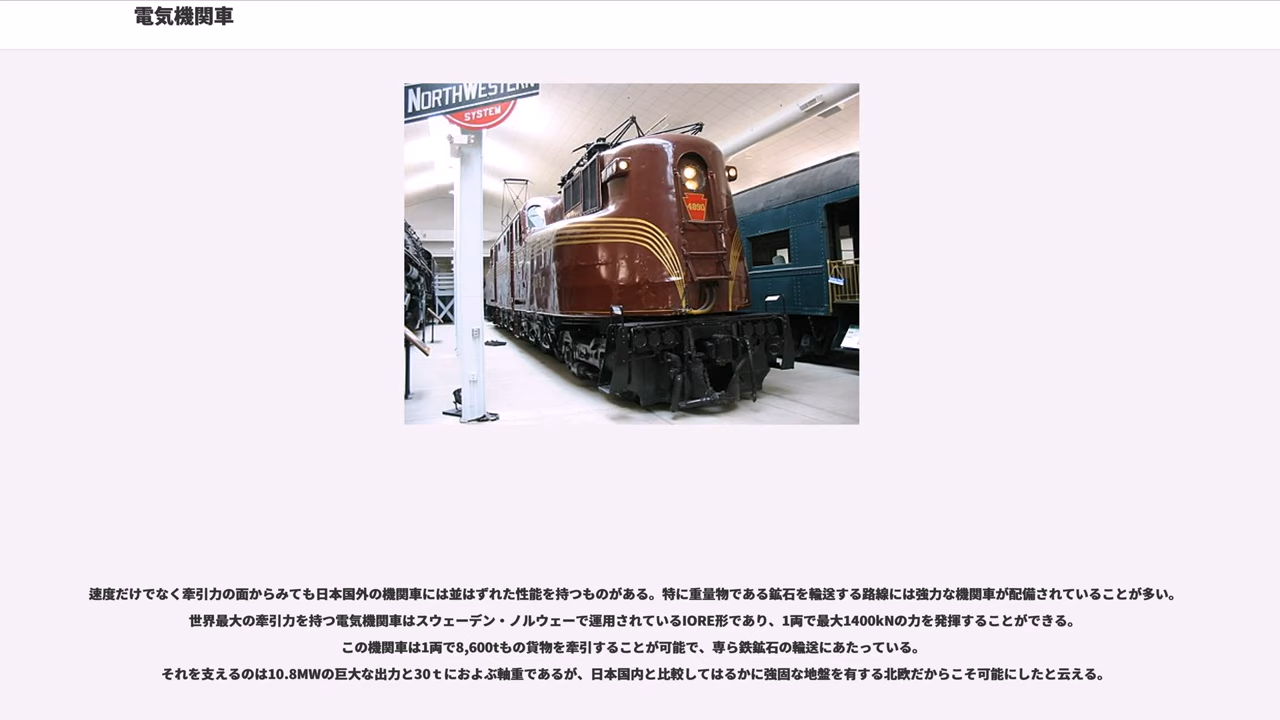 電気機関車
NORTHWESTERN
SYSTEM
4890
速度だけでなく牽引力の面からみても日本国外の機関車には並はずれた性能を持つものがある。特に重量物である鉱石を輸送する路線には強力な機関車が配備されていることが多い。
世界最大の牽引力を持つ電気機関車はスウェーデン・ノルウェーで運用されているIORE形であり、1両で最大1400kNの力を発揮することができる。
この機関車は1両で8,600tもの貨物を牽引することが可能で、専ら鉄鉱石の輸送にあたっている。
それを支えるのは10.8MWの巨大な出力と30ｔにおよぶ軸重であるが、日本国内と比較してはるかに強固な地盤を有する北欧だからこそ可能にしたと云える。